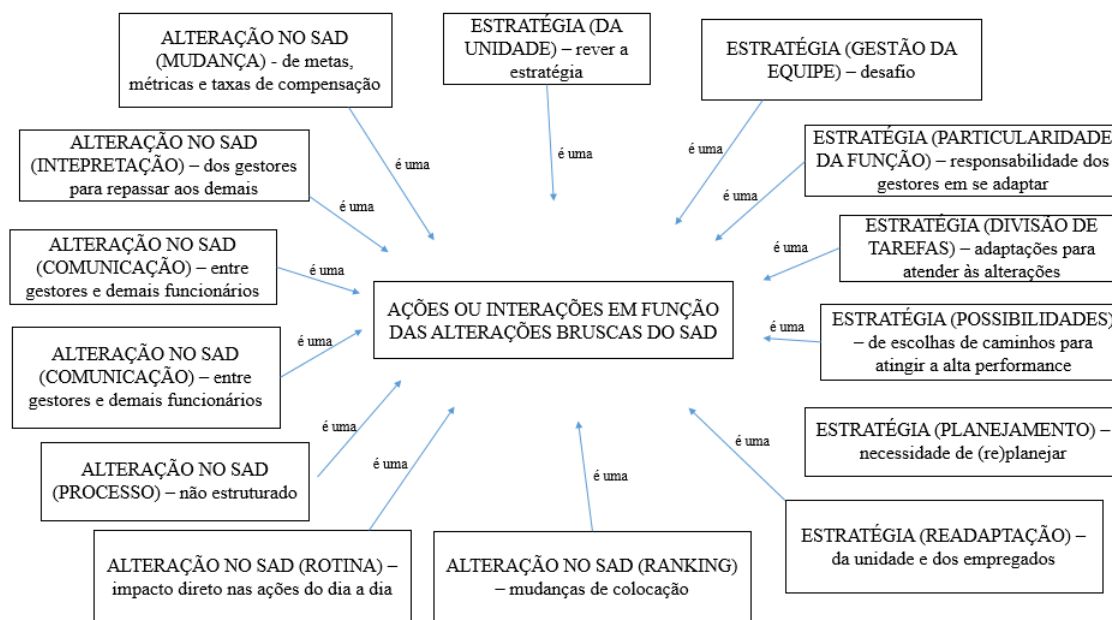 ALTERAÇÃO NO SAD
(MUDANÇA) - de metas,
métricas e taxas de compensação
ESTRATÉGIA (DA
UNIDADE) – rever a
estratégia
ESTRATÉGIA (GESTÃO DA
EQUIPE) – desafio
ALTERAÇÃO NO SAD
(INTEPRETAÇÃO) – dos gestores
para repassar aos demais
ESTRATÉGIA (PARTICULARIDADE
DA FUNÇÃO) – responsabilidade dos
gestores em se adaptar
ALTERAÇÃO NO SAD
(COMUNICAÇÃO) – entre
gestores e demais funcionários
ESTRATÉGIA (DIVISÃO DE
TAREFAS) – adaptações para
atender às alterações
AÇÕES OU INTERAÇÕES EM FUNÇÃO
DAS ALTERAÇÕES BRUSCAS DO SAD
ALTERAÇÃO NO SAD
(COMUNICAÇÃO) – entre
gestores e demais funcionários
ESTRATÉGIA (POSSIBILIDADES)
– de escolhas de caminhos para
atingir a alta performance
ALTERAÇÃO NO SAD
(PROCESSO) – não estruturado
ESTRATÉGIA (PLANEJAMENTO) –
necessidade de (re)planejar
ALTERAÇÃO NO SAD (ROTINA) –
impacto direto nas ações do dia a dia
ALTERAÇÃO NO SAD (RANKING)
– mudanças de colocação
ESTRATÉGIA (READAPTAÇÃO) –
da unidade e dos empregados
é uma
é uma
é uma
é uma
é uma
é uma
é uma
é uma
é uma
é uma
é uma
é uma
é uma